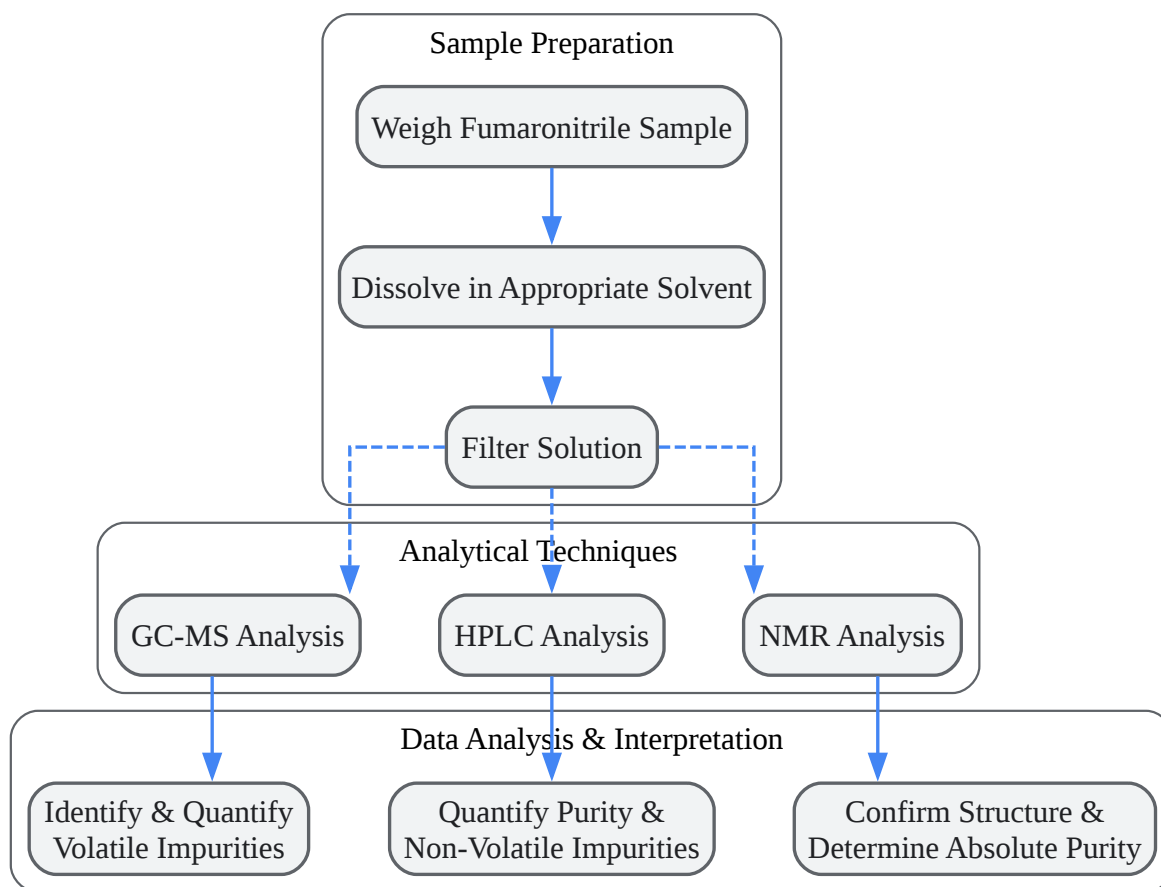 Sample Preparation
Weigh Fumaronitrile Sample
Dissolve in Appropriate Solvent
Filter Solution
Analytical Techniques
GC-MS Analysis
HPLC Analysis
NMR Analysis
Data Analysis & Interpretation
Identify & Quantify
Volatile Impurities
Quantify Purity &
Non-Volatile Impurities
Confirm Structure &
Determine Absolute Purity